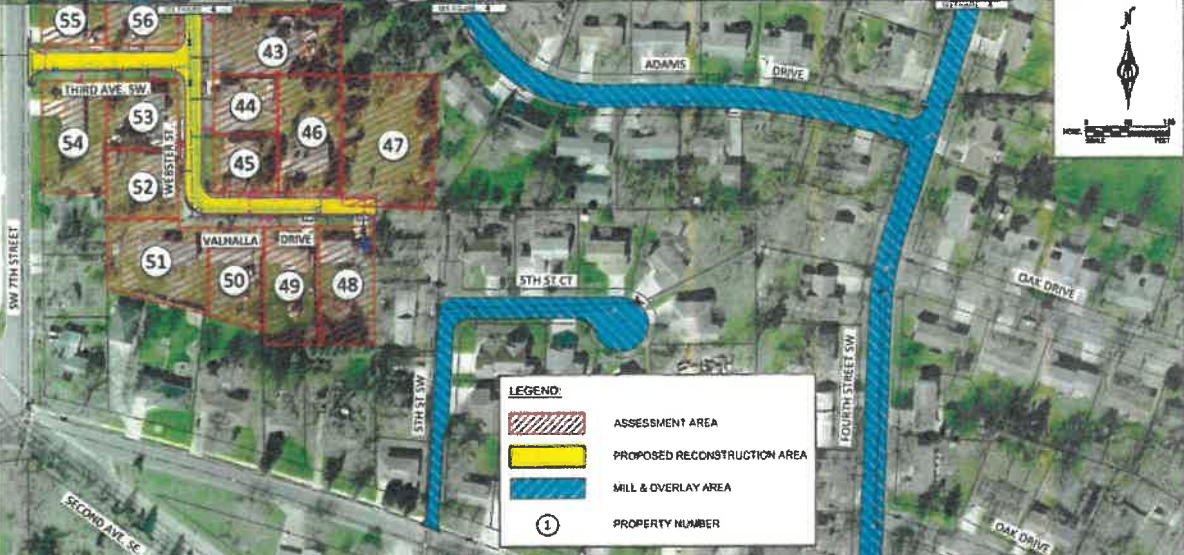 55
56
43
N
ADAMS
DRIVE
THIRD AVE. SW.
44
53
46
47
54
45
WEBSTER ST.
52
SW 7TH STREET
VALHALLA
DRIVE
51
50
49
48
5TH ST CT
OAK DRIVE
5TH ST SW
FOURTH STREET SW
LEGEND:
ASSESSMENT AREA
PROPOSED RECONSTRUCTION AREA
MILL & OVERLAY AREA
1
PROPERTY NUMBER
SECOND AVE. SE
OAK DRIVE
SCALE
FEET